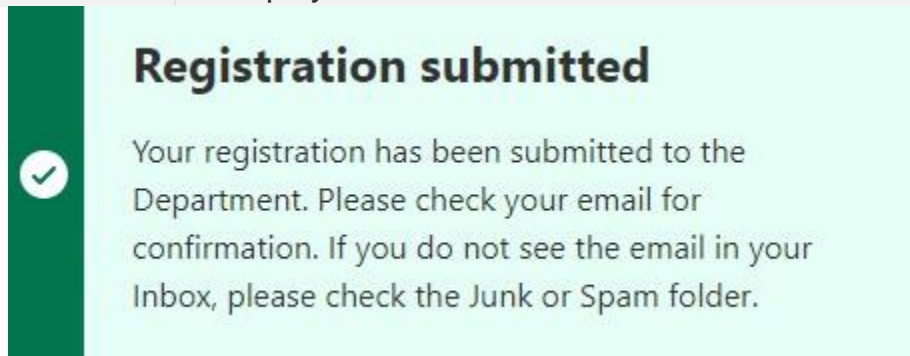 Registration submitted
Your registration has been submitted to the
Department. Please check your email for
confirmation. If you do not see the email in your
Inbox, please check the Junk or Spam folder.